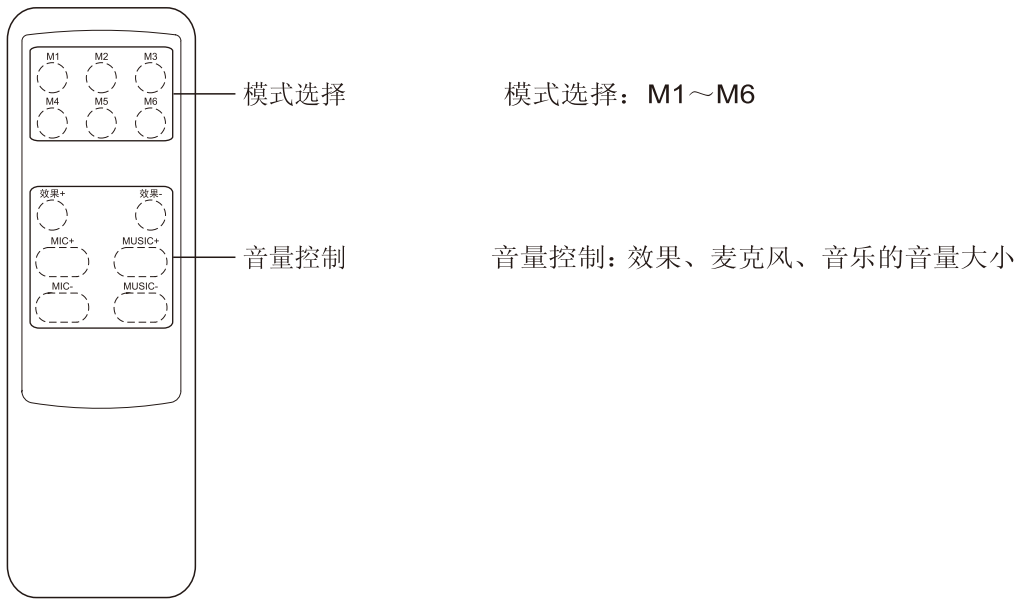 M1 M2 M3
M4 M5 M6
模式选择
模式选择：M1～M6
效果+ 效果-
MIC+ MUSIC+
MIC- MUSIC-
音量控制
音量控制：效果、麦克风、音乐的音量大小